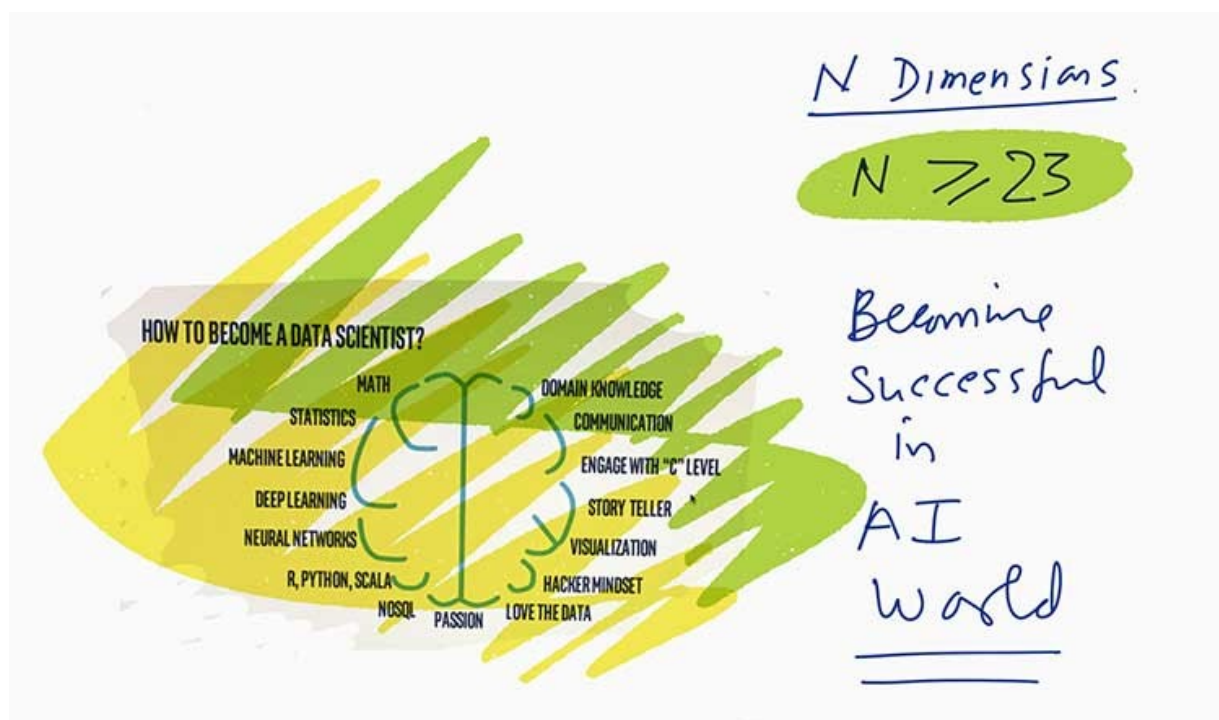 N Dimensions.
N ⩾ 23
HOW TO BECOME A DATA SCIENTIST?
MATH
STATISTICS
MACHINE LEARNING
DEEP LEARNING
NEURAL NETWORKS
R, PYTHON, SCALA
NOSQL
PASSION
LOVE THE DATA
HACKER MINDSET
VISUALIZATION
STORY TELLER
ENGAGE WITH "C" LEVEL
COMMUNICATION
DOMAIN KNOWLEDGE
Successful
in
AI
World